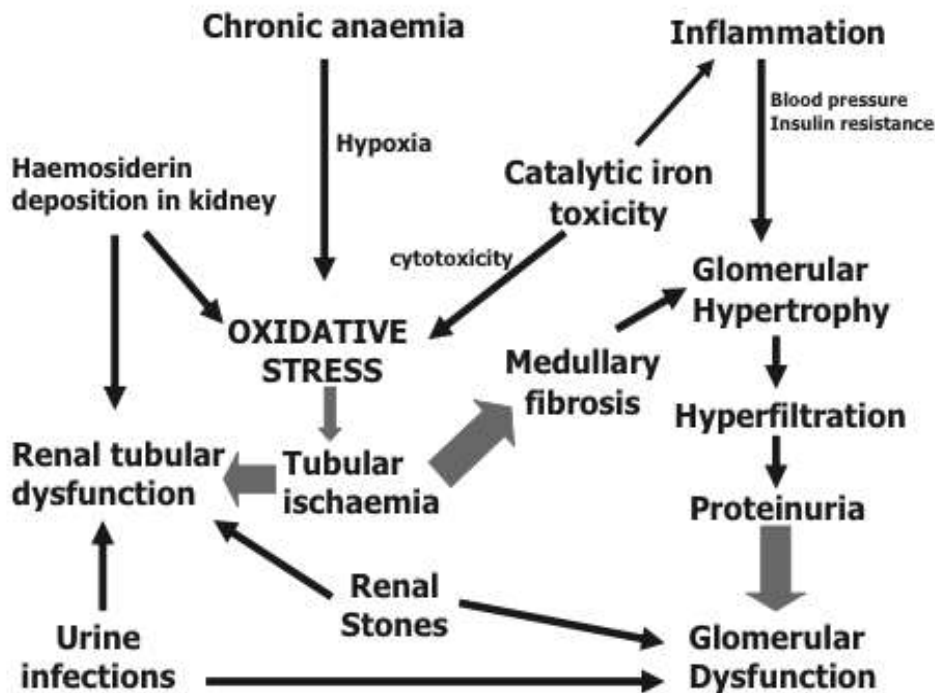 Chronic anaemia
Inflammation
Blood pressure
Insulin resistance
Hypoxia
Haemosiderin
deposition in kidney
Catalytic iron
toxicity
cytotoxicity
Glomerular
Hypertrophy
OXIDATIVE
STRESS
Medullary
fibrosis
Hyperfiltration
Renal tubular
dysfunction
Tubular
ischaemia
Proteinuria
Renal
Stones
Urine
infections
Glomerular
Dysfunction